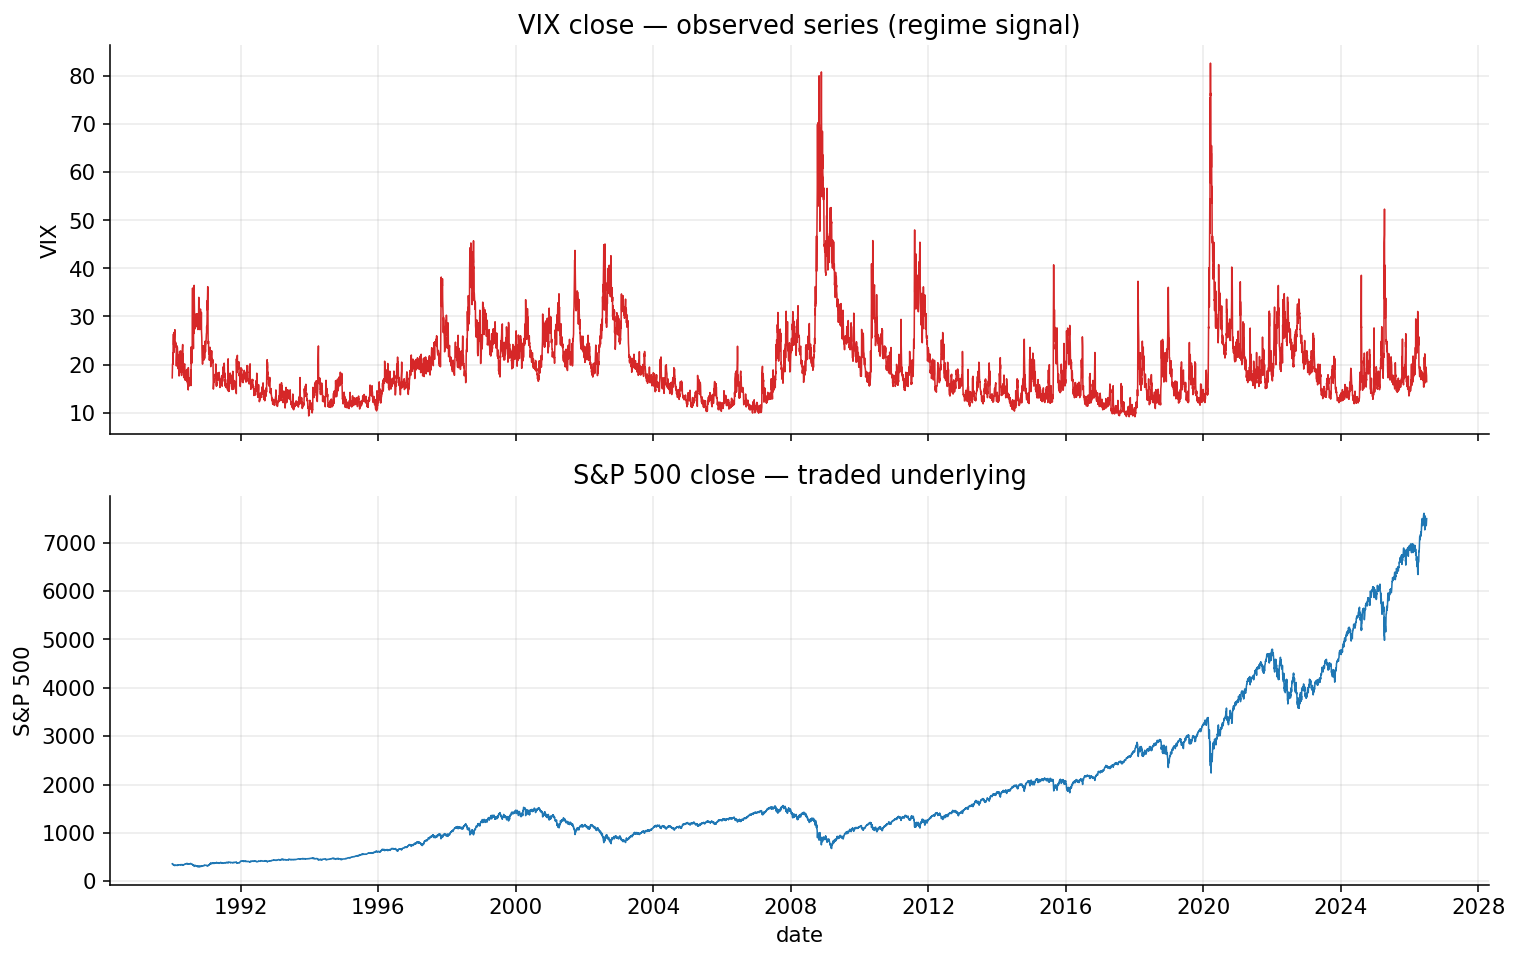 VIX close — observed series (regime signal)
80
70
60
50
40
30
20
10
VIX
S&P 500 close — traded underlying
7000
6000
5000
4000
3000
2000
1000
0
S&P 500
1992 1996 2000 2004 2008 2012 2016 2020 2024 2028
date